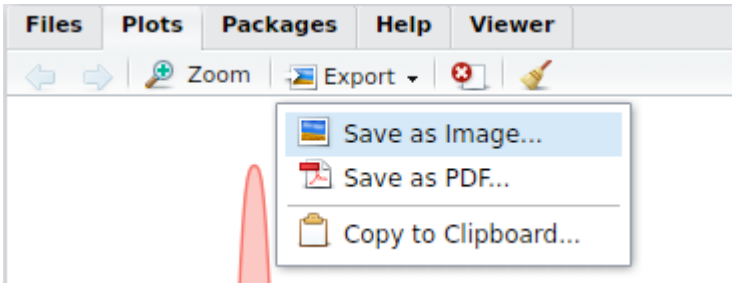 Files Plots Packages Help Viewer
Zoom Export
Save as Image...
Save as PDF...
Copy to Clipboard...